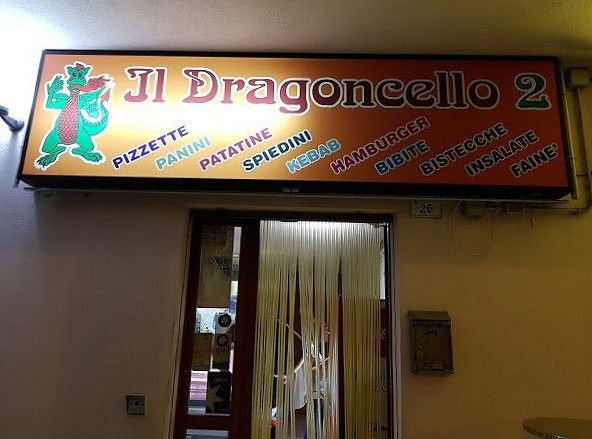 Il Dragoncello 2
PIZZETTE
PANINI
PATATINE
SPIEDINI
KEBAB
HAMBURGER
BIBITE
BISTECCHE
INSALATE
FAINE'
26